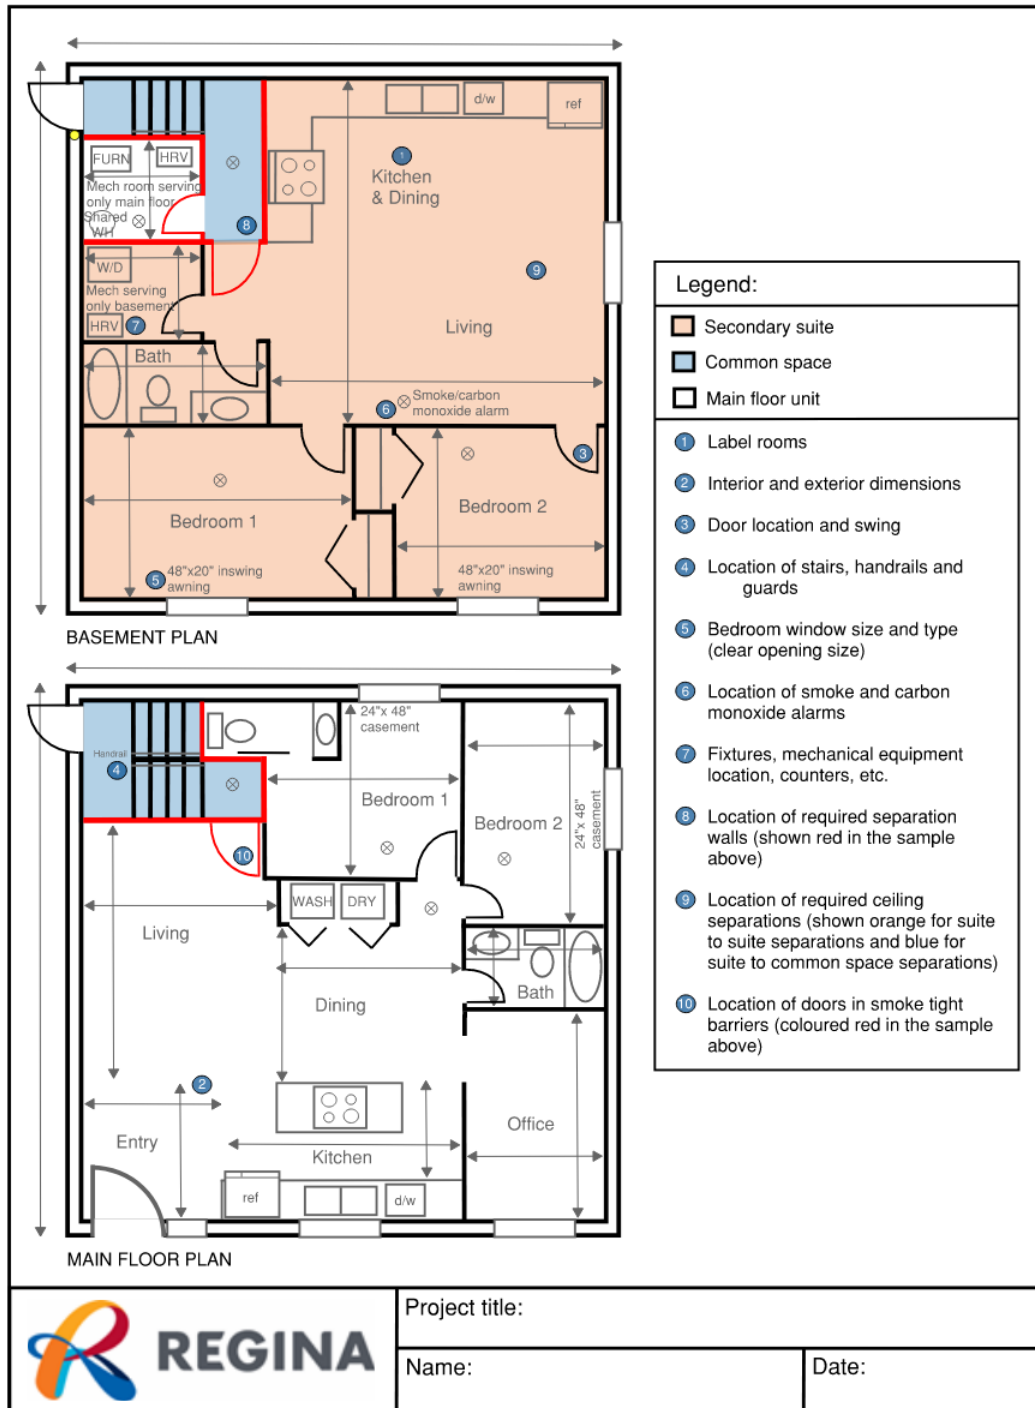 d/w
ref
FURN
HRV
1
Kitchen
& Dining
Mech room serving
only main floor
Shared
WH
8
W/D
9
Mech serving
only basement
HRV
7
Living
Bath
Smoke/carbon
monoxide alarm
6
3
Bedroom 1
Bedroom 2
5
48"x20" inswing
awning
48"x20" inswing
awning
BASEMENT PLAN
24"x 48"
casement
Handrail
4
Bedroom 1
Bedroom 2
24"x 48"
casement
10
WASH
DRY
Living
Dining
Bath
2
Entry
Kitchen
Office
ref
d/w
MAIN FLOOR PLAN
Legend:
Secondary suite
Common space
Main floor unit
1 Label rooms
2 Interior and exterior dimensions
3 Door location and swing
4 Location of stairs, handrails and
guards
5 Bedroom window size and type
(clear opening size)
6 Location of smoke and carbon
monoxide alarms
7 Fixtures, mechanical equipment
location, counters, etc.
8 Location of required separation
walls (shown red in the sample
above)
9 Location of required ceiling
separations (shown orange for suite
to suite separations and blue for
suite to common space separations)
10 Location of doors in smoke tight
barriers (coloured red in the sample
above)
REGINA
Project title:
Name:
Date: